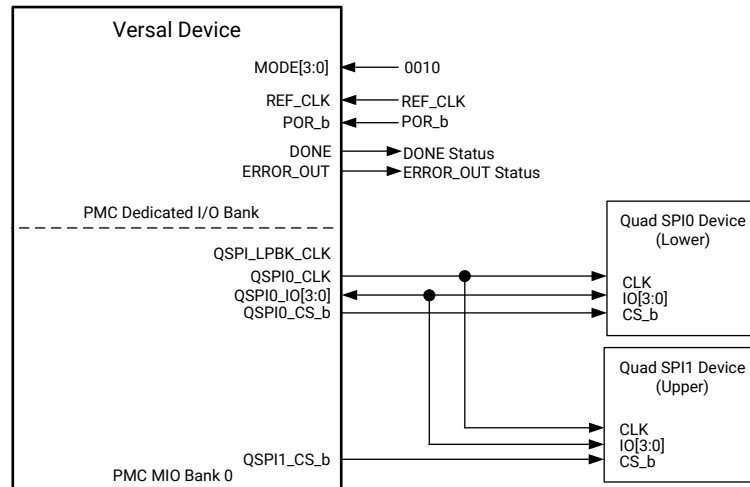 Versal Device
MODE[3:0]
0010
REF_CLK
REF_CLK
POR_b
POR_b
DONE
DONE Status
ERROR_OUT
ERROR_OUT Status
PMC Dedicated I/O Bank
QSPI_LPBK_CLK
QSPI0_CLK
QSPI0_IO[3:0]
QSPI0_CS_b
Quad SPI0 Device
(Lower)
CLK
IO[3:0]
CS_b
Quad SPI1 Device
(Upper)
CLK
IO[3:0]
CS_b
QSPI1_CS_b
PMC MIO Bank 0